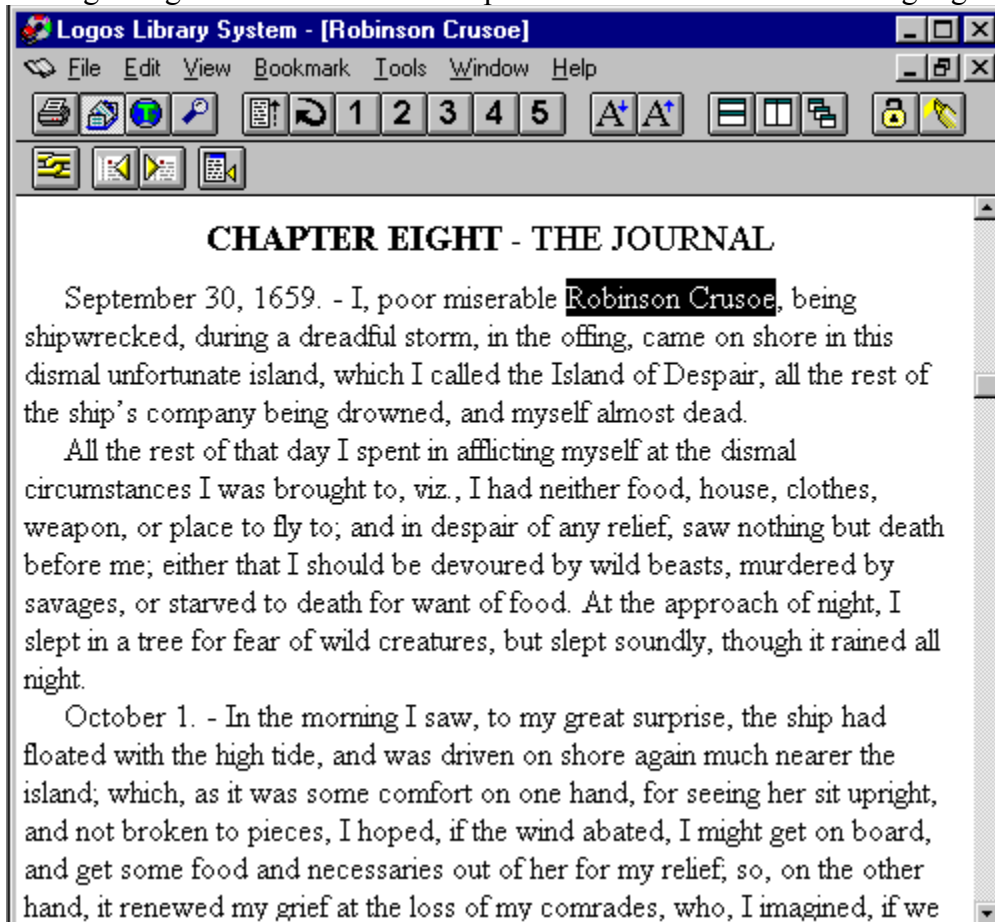 Logos Library System - [Robinson Crusoe]
File Edit View Bookmark Tools Window Help
1 2 3 4 5 A A
CHAPTER EIGHT - THE JOURNAL
September 30, 1659. - I, poor miserable Robinson Crusoe, being
shipwrecked, during a dreadful storm, in the offing, came on shore in this
dismal unfortunate island, which I called the Island of Despair, all the rest of
the ship's company being drowned, and myself almost dead.
All the rest of that day I spent in afflicting myself at the dismal
circumstances I was brought to, viz., I had neither food, house, clothes,
weapon, or place to fly to; and in despair of any relief, saw nothing but death
before me; either that I should be devoured by wild beasts, murdered by
savages, or starved to death for want of food. At the approach of night, I
slept in a tree for fear of wild creatures, but slept soundly, though it rained all
night.
October 1. - In the morning I saw, to my great surprise, the ship had
floated with the high tide, and was driven on shore again much nearer the
island; which, as it was some comfort on one hand, for seeing her sit upright,
and not broken to pieces, I hoped, if the wind abated, I might get on board,
and get some food and necessaries out of her for my relief; so, on the other
hand, it renewed my grief at the loss of my comrades, who, I imagined, if we